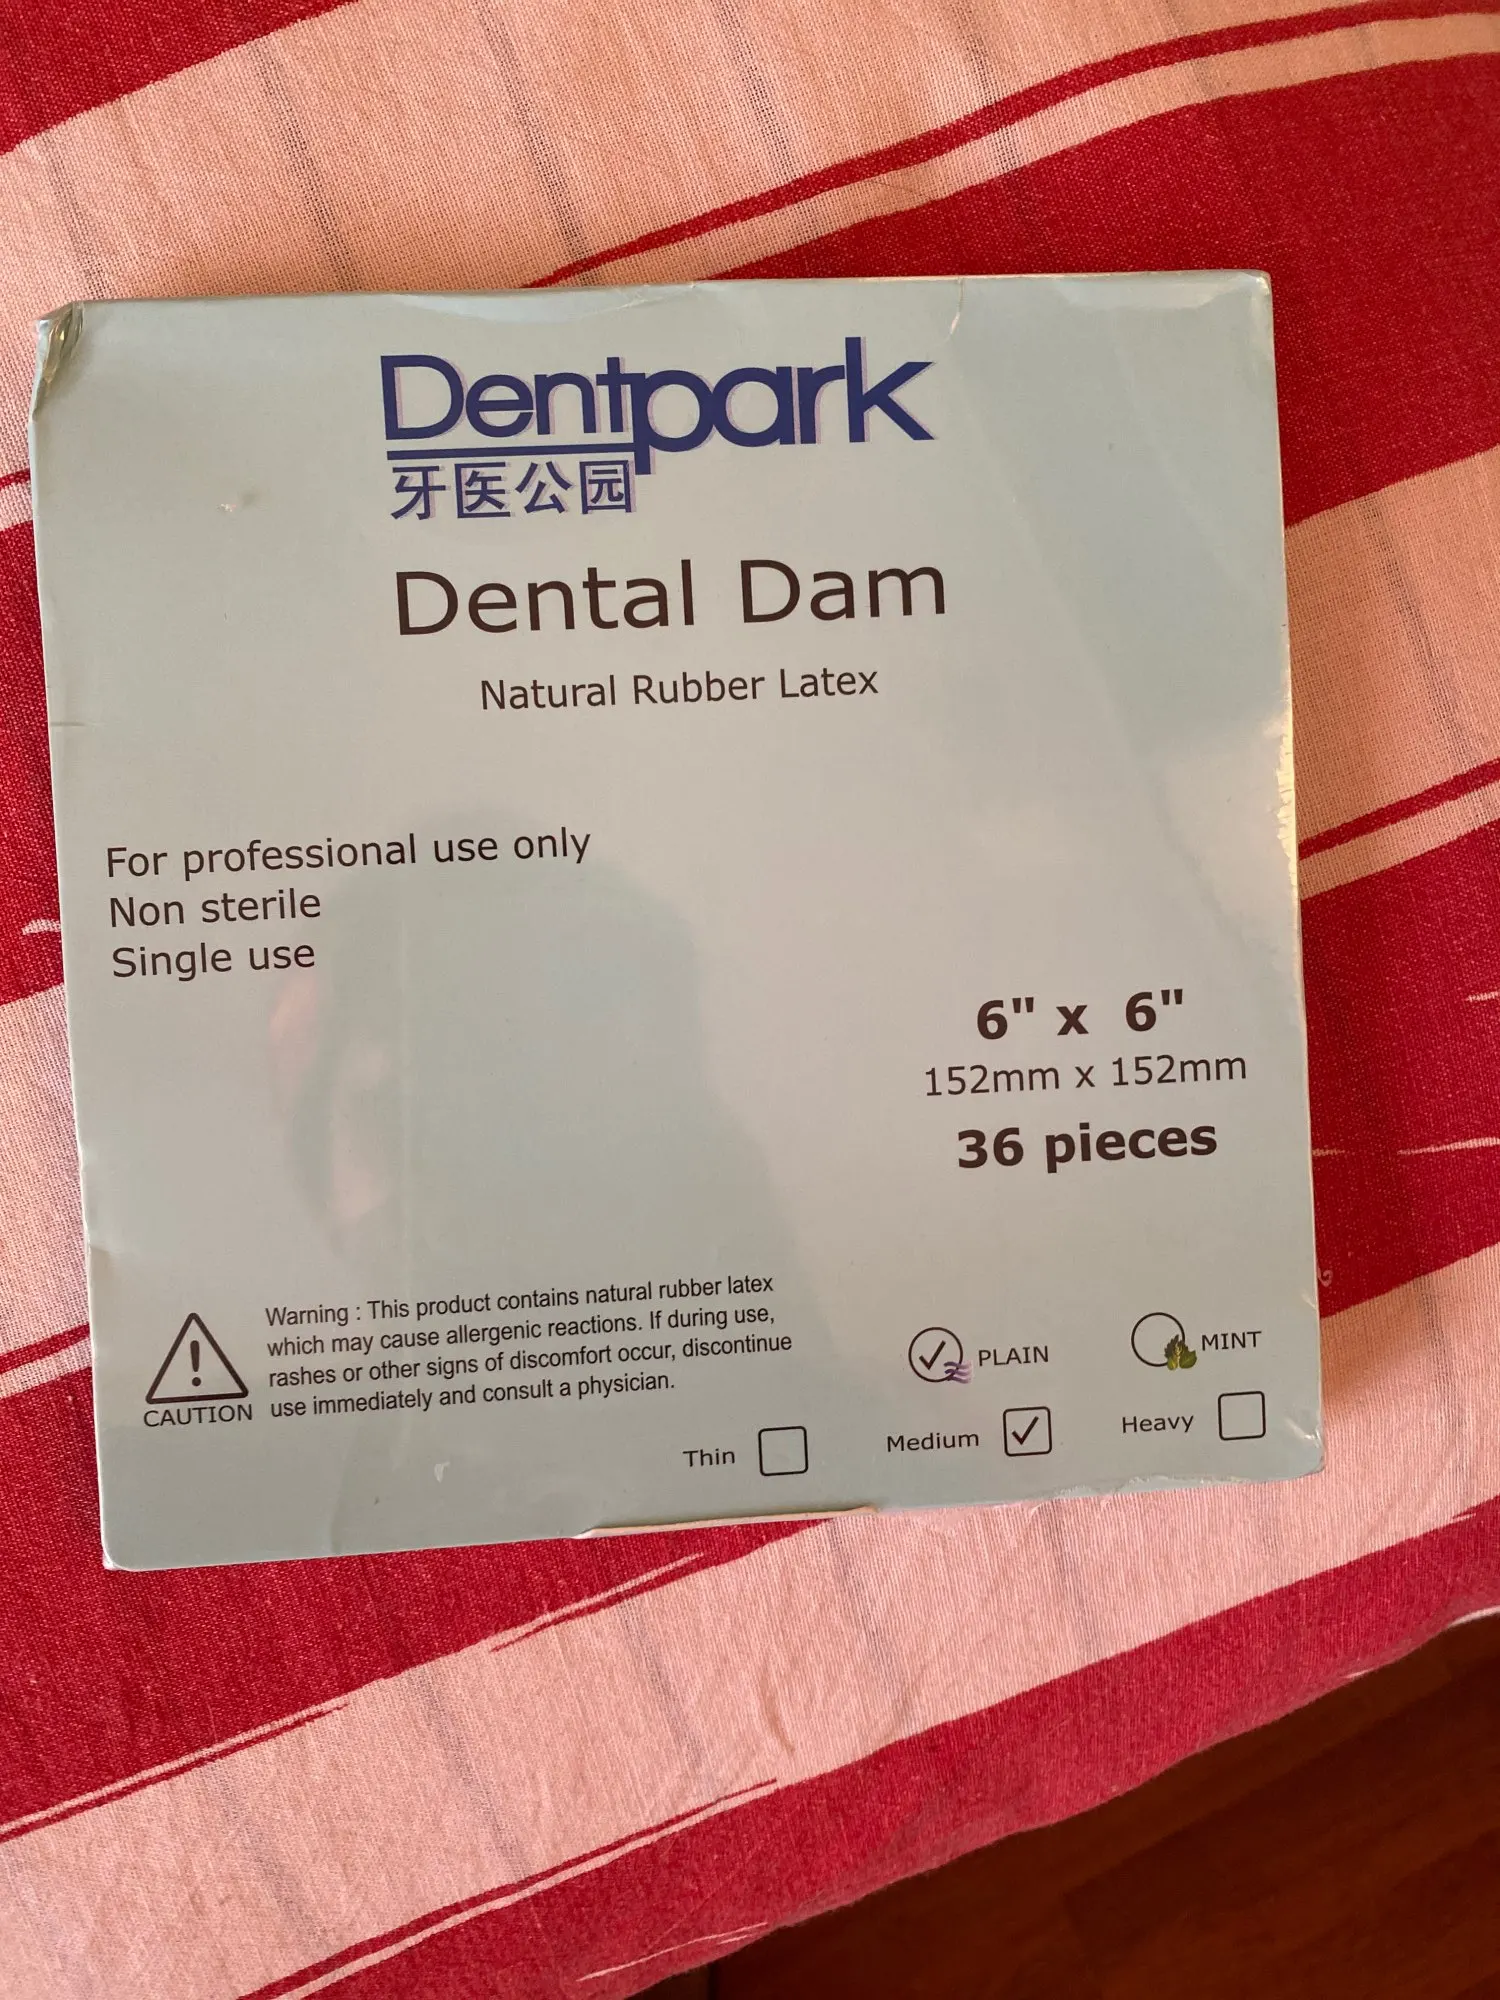 Dentpark
牙医公园
Dental Dam
Natural Rubber Latex
For professional use only
Non sterile
Single use
6" x 6"
152mm x 152mm
36 pieces
Warning : This product contains natural rubber latex
which may cause allergenic reactions. If during use,
rashes or other signs of discomfort occur, discontinue
use immediately and consult a physician.
CAUTION
PLAIN
MINT
Thin
Medium
Heavy